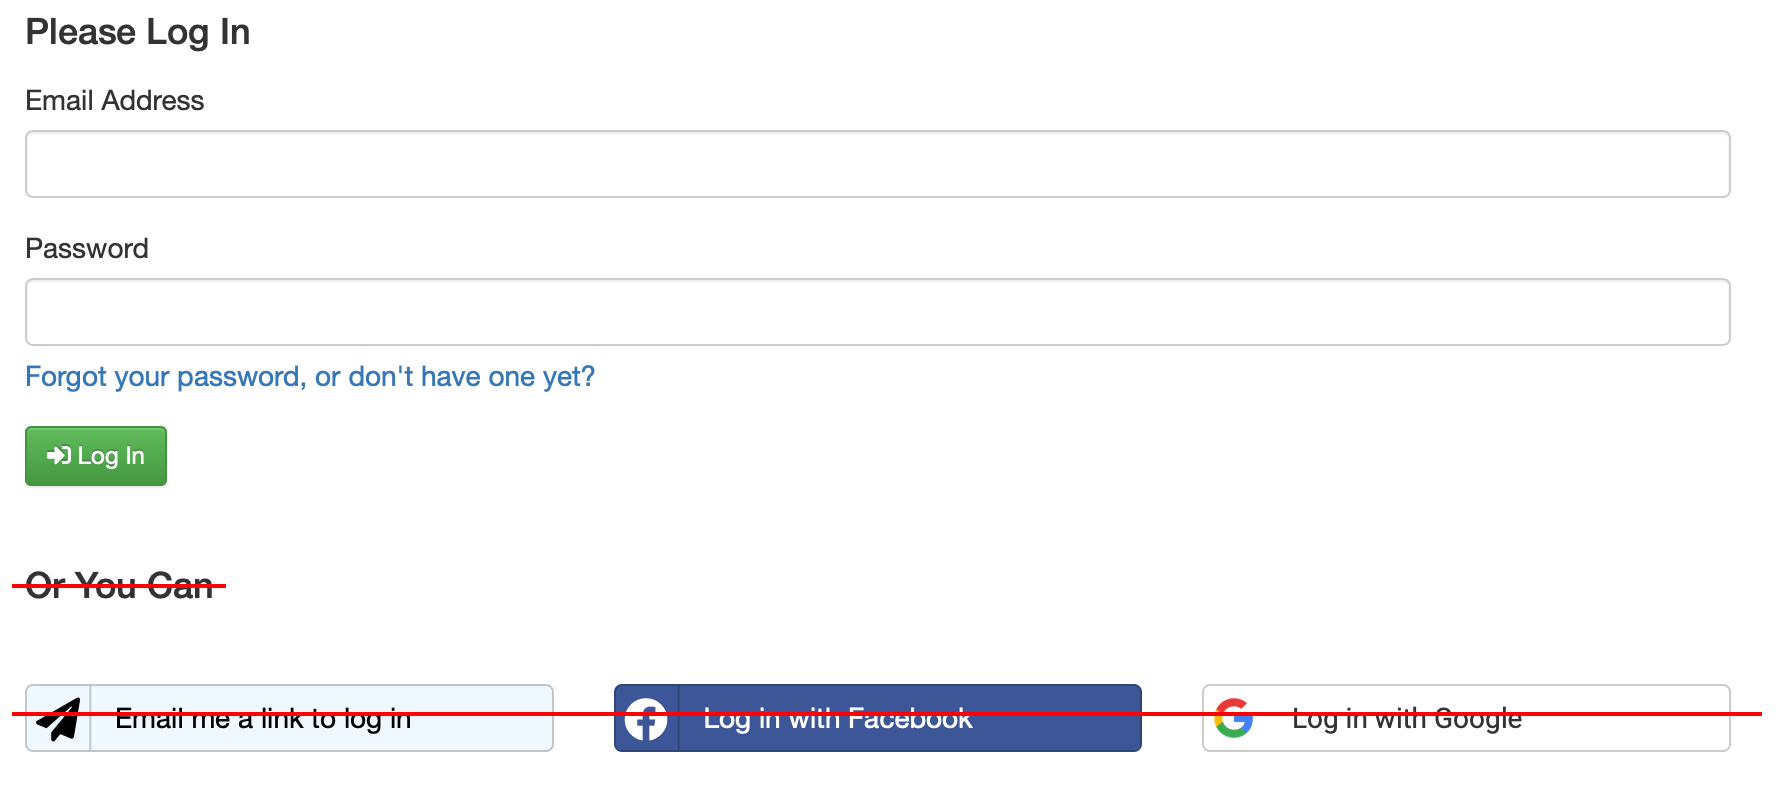 Please Log In
Email Address
Password
Forgot your password, or don't have one yet?
Log In
Or You Can
Email me a link to log in
Log in with Facebook
Log in with Google